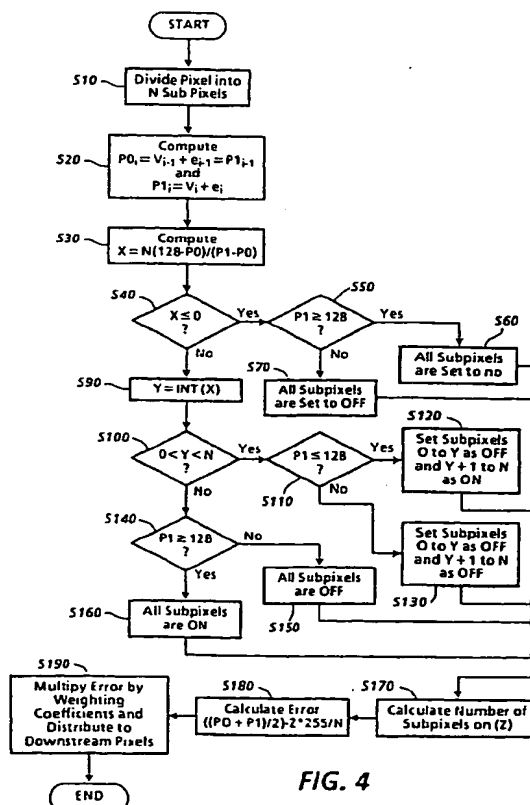 START
S10
Divide Pixel into
N Sub Pixels
S20
Compute
P0i = Vi-1 + ei-1 = P1i-1
and
P1i = Vi + ei
S30
Compute
X = N(128-P0)/(P1-P0)
S40
X ≤ 0
?
Yes
No
S50
P1 ≥ 128
?
Yes
No
S60
All Subpixels
are Set to no
S70
All Subpixels
are Set to OFF
S90
Y = INT (X)
S100
0 < Y < N
?
Yes
No
S110
P1 ≤ 128
?
Yes
No
S120
Set Subpixels
0 to Y as OFF
and Y + 1 to N
as ON
S130
Set Subpixels
0 to Y as OFF
and Y + 1 to N
as OFF
S140
P1 ≥ 128
?
No
Yes
S150
All Subpixels
are OFF
S160
All Subpixels
are ON
S170
Calculate Number of
Subpixels on (Z)
S180
Calculate Error
((PO + P1)/2)-Z*255/N
S190
Multipy Error by
Weighting
Coefficients and
Distribute to
Downstream Pixels
END
FIG. 4